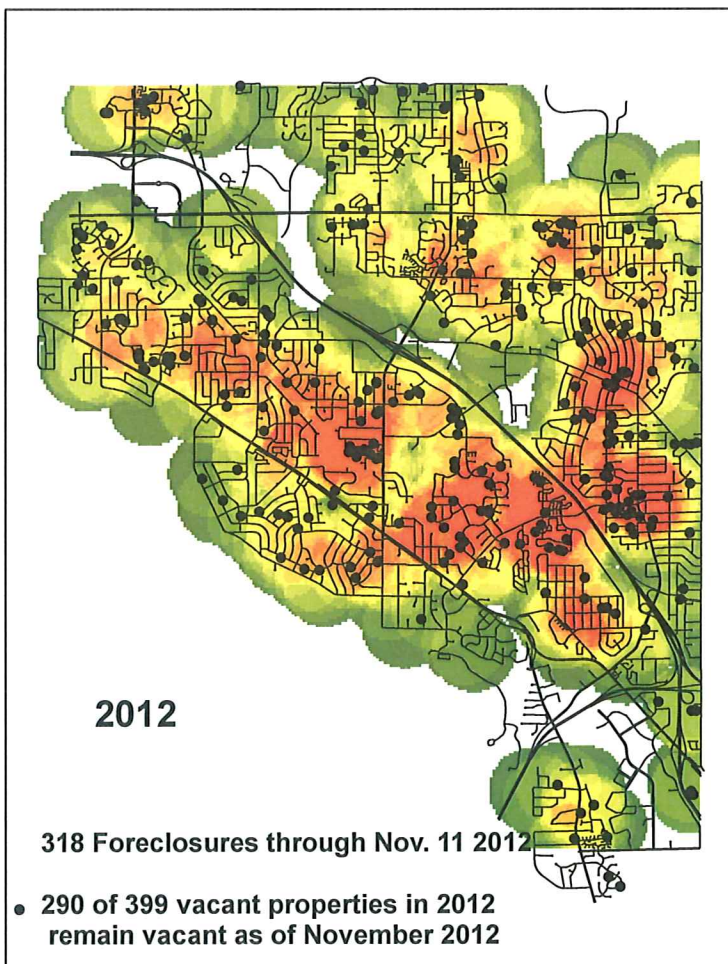 2012
318 Foreclosures through Nov. 11 2012
290 of 399 vacant properties in 2012
remain vacant as of November 2012